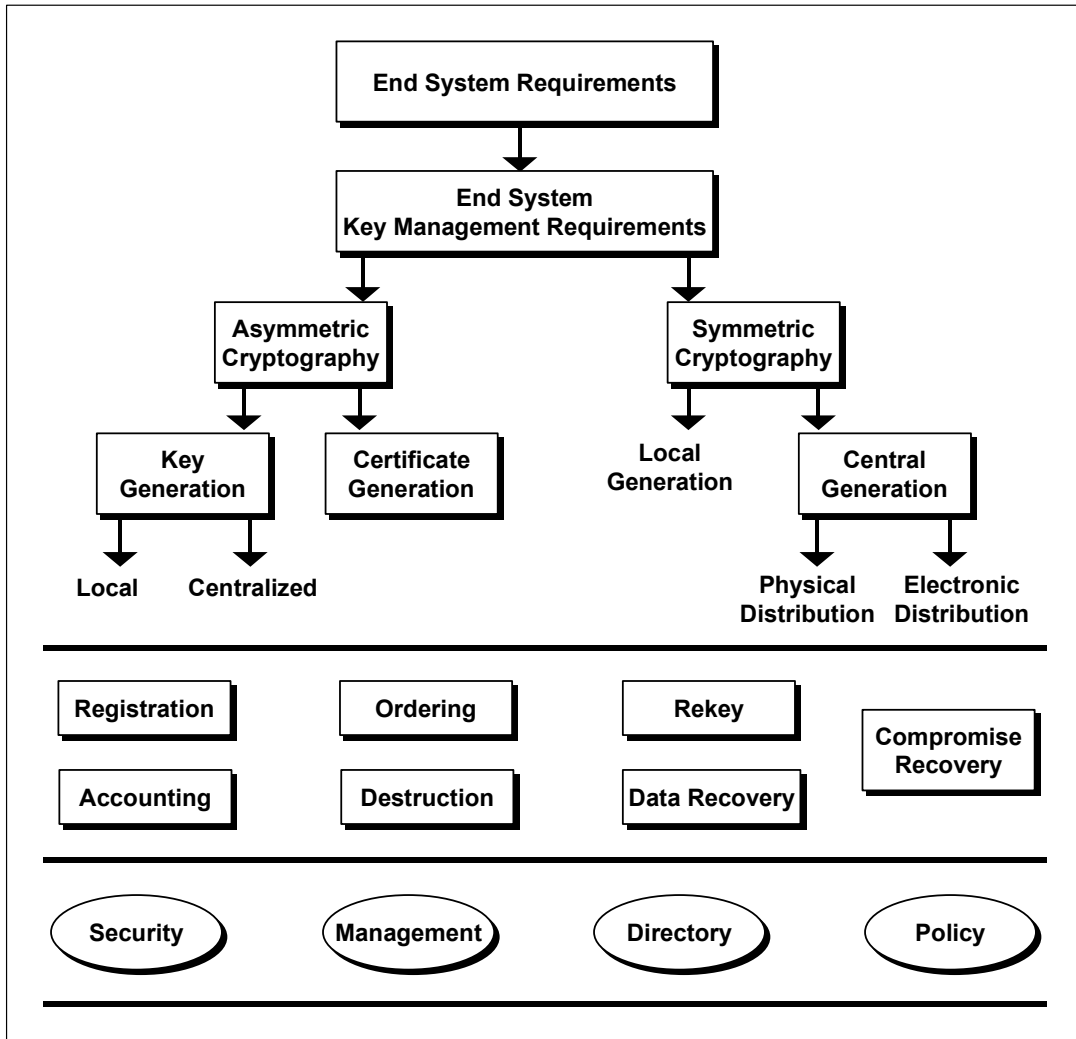 End System Requirements
End System
Key Management Requirements
Asymmetric
Cryptography
Symmetric
Cryptography
Key
Generation
Certificate
Generation
Local
Generation
Central
Generation
Local
Centralized
Physical
Distribution
Electronic
Distribution
Registration
Ordering
Rekey
Compromise
Recovery
Accounting
Destruction
Data Recovery
Security
Management
Directory
Policy